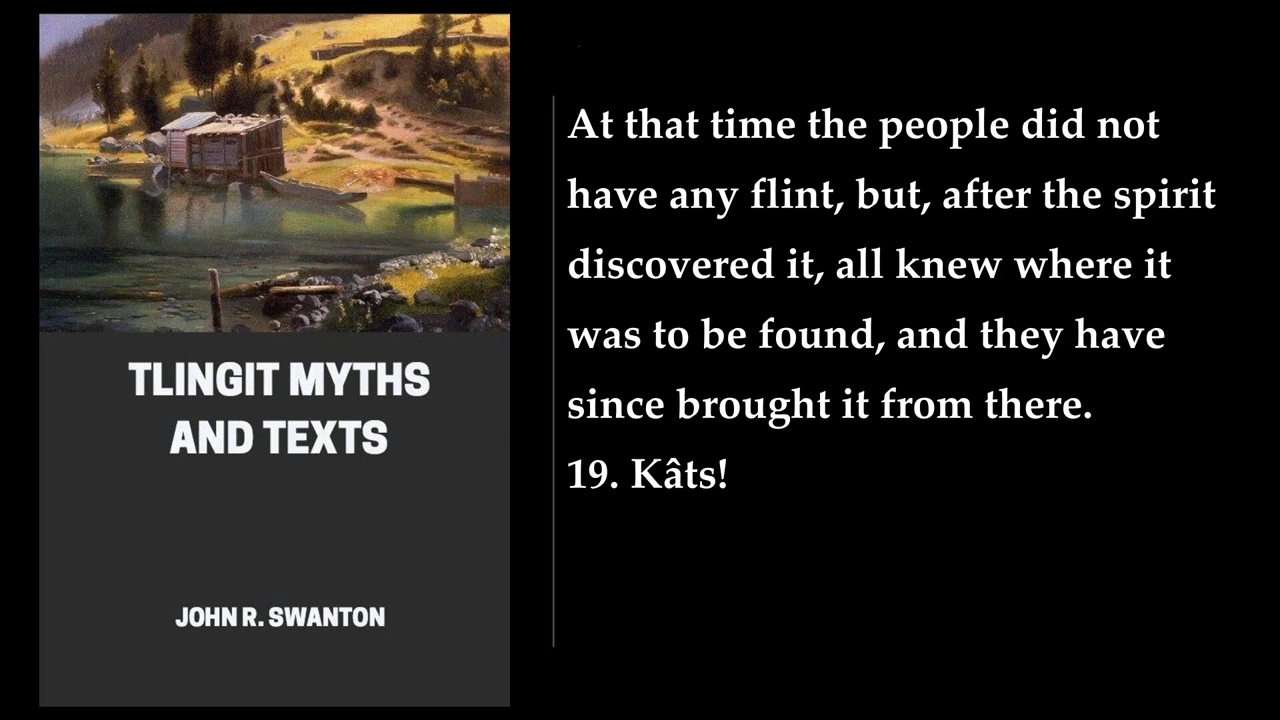 TLINGIT MYTHS
AND TEXTS
JOHN R. SWANTON
At that time the people did not
have any flint, but, after the spirit
discovered it, all knew where it
was to be found, and they have
since brought it from there.
19. Kâts!